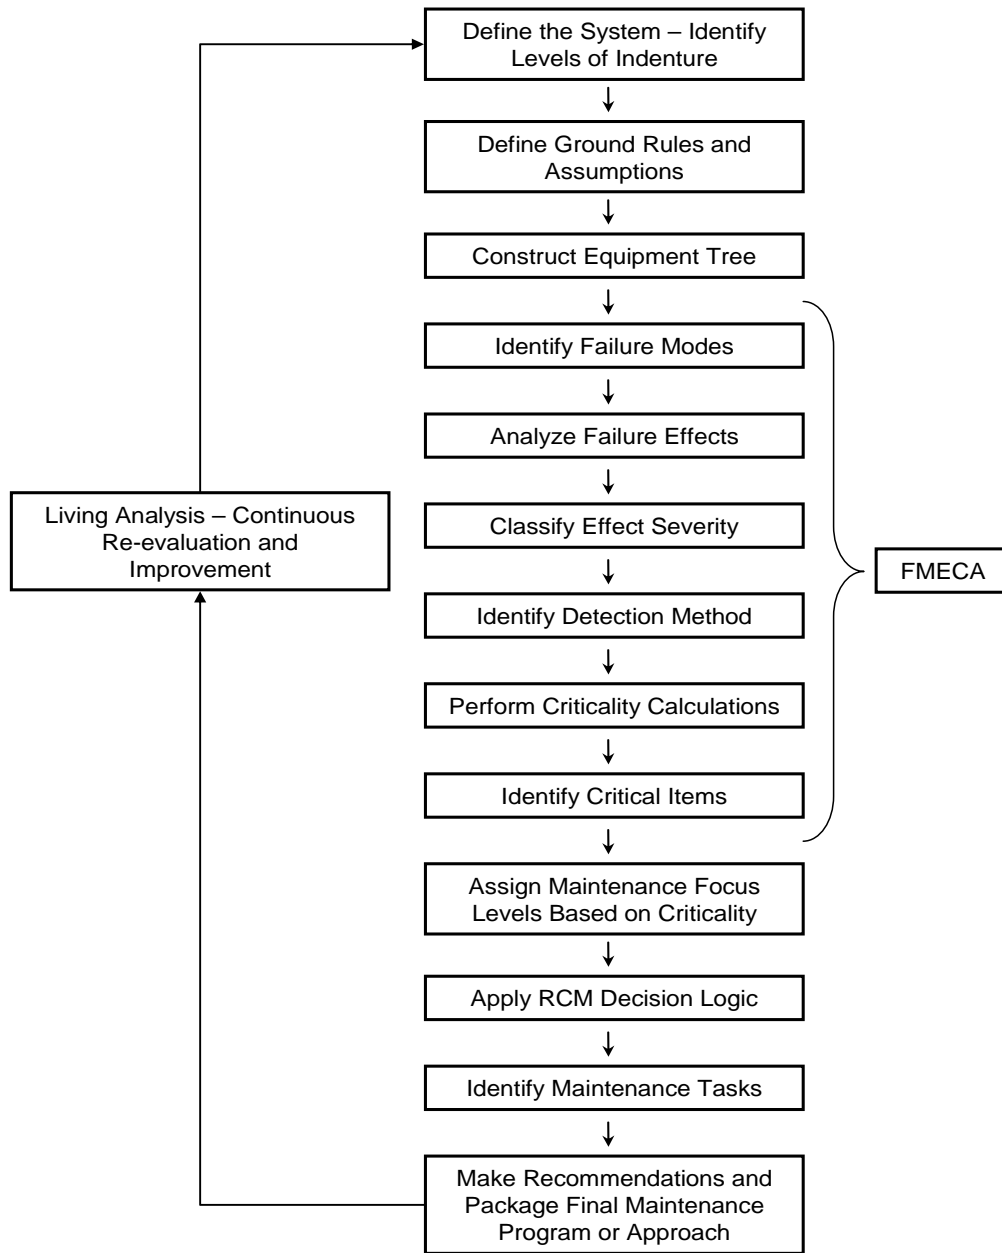 Define the System – Identify
Levels of Indenture
Define Ground Rules and
Assumptions
Construct Equipment Tree
Identify Failure Modes
Analyze Failure Effects
Living Analysis – Continuous
Re-evaluation and
Improvement
Classify Effect Severity
FMECA
Identify Detection Method
Perform Criticality Calculations
Identify Critical Items
Assign Maintenance Focus
Levels Based on Criticality
Apply RCM Decision Logic
Identify Maintenance Tasks
Make Recommendations and
Package Final Maintenance
Program or Approach